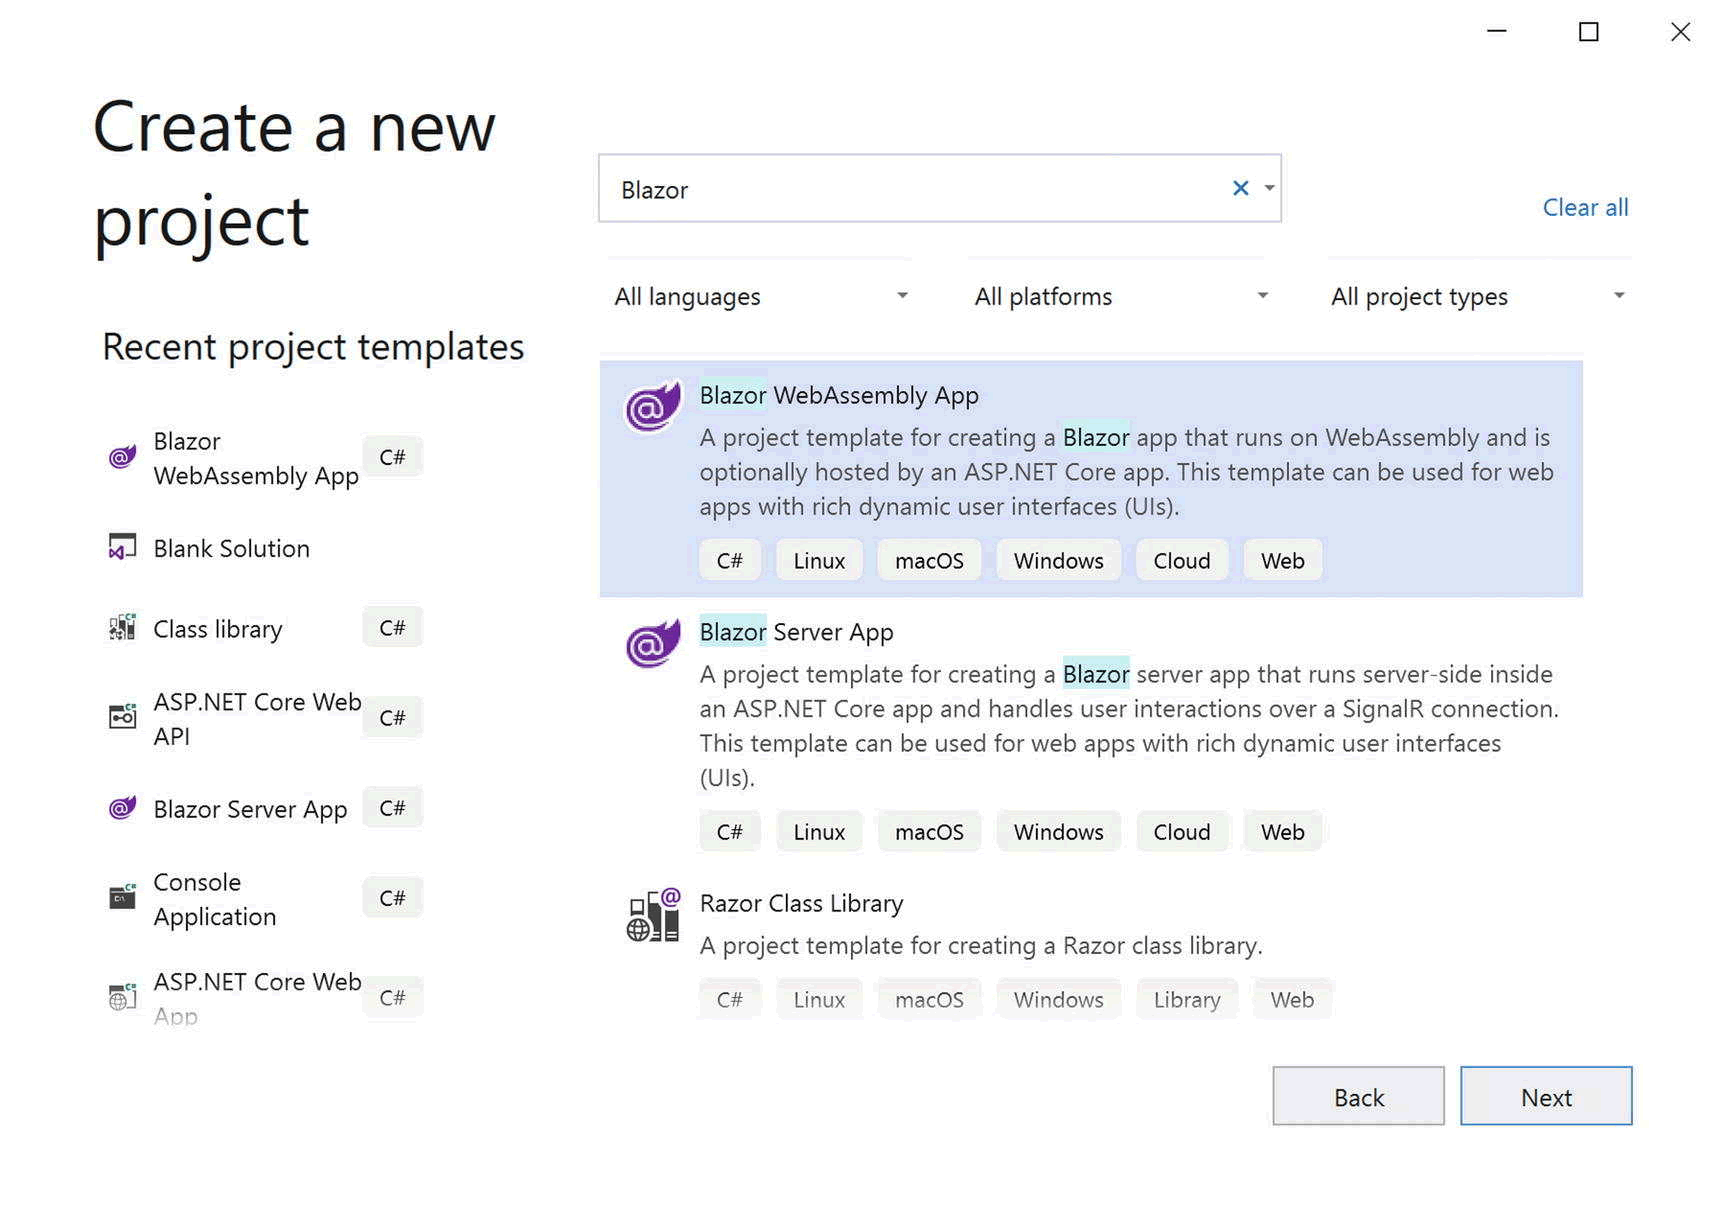 Create a new
project
Recent project templates
Blazor
WebAssembly App
C#
Blank Solution
Class library
C#
ASP.NET Core Web
API
C#
Blazor Server App
C#
Console
Application
C#
ASP.NET Core Web
App
C#
Blazor
Clear all
All languages
All platforms
All project types
Blazor WebAssembly App
A project template for creating a Blazor app that runs on WebAssembly and is
optionally hosted by an ASP.NET Core app. This template can be used for web
apps with rich dynamic user interfaces (UIs).
C# Linux macOS Windows Cloud Web
Blazor Server App
A project template for creating a Blazor server app that runs server-side inside
an ASP.NET Core app and handles user interactions over a SignalR connection.
This template can be used for web apps with rich dynamic user interfaces
(UIs).
C# Linux macOS Windows Cloud Web
Razor Class Library
A project template for creating a Razor class library.
C# Linux macOS Windows Library Web
Back
Next